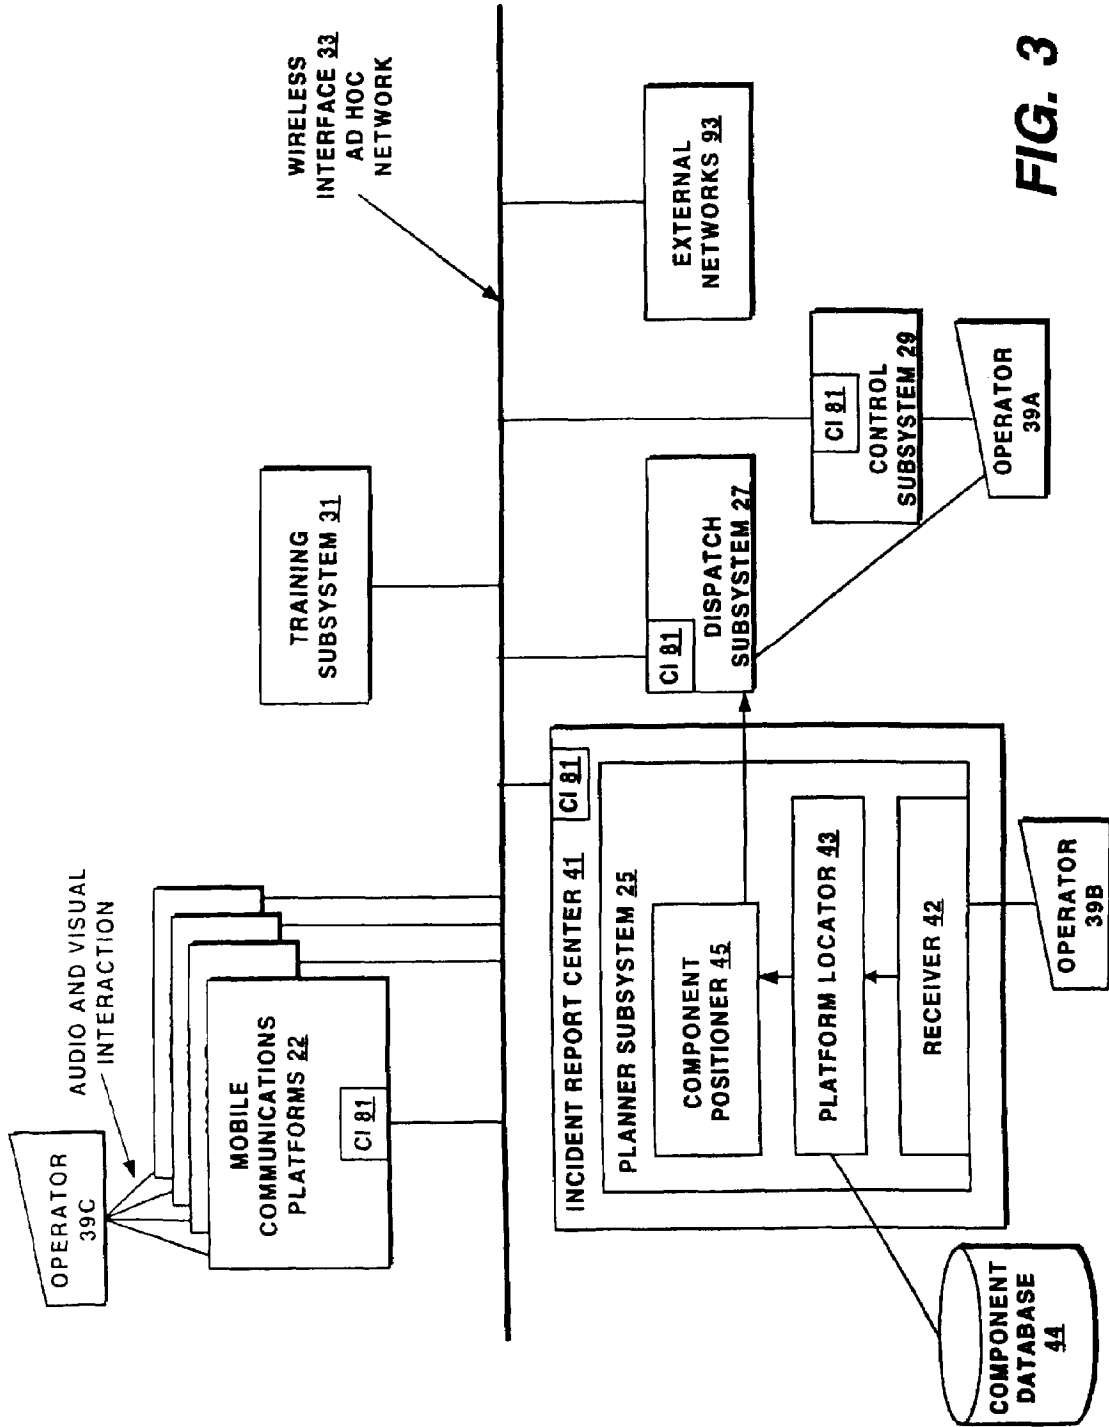 OPERATOR
39C
AUDIO AND VISUAL
INTERACTION
MOBILE
COMMUNICATIONS
PLATFORMS 22
CI 81
TRAINING
SUBSYSTEM 31
WIRELESS
INTERFACE 33
AD HOC
NETWORK
INCIDENT REPORT CENTER 41
CI 81
PLANNER SUBSYSTEM 25
COMPONENT
POSITIONER 45
PLATFORM LOCATOR 43
RECEIVER 42
COMPONENT
DATABASE
44
OPERATOR
39B
CI 81
DISPATCH
SUBSYSTEM 27
CI 81
CONTROL
SUBSYSTEM 29
OPERATOR
39A
EXTERNAL
NETWORKS 93
FIG. 3